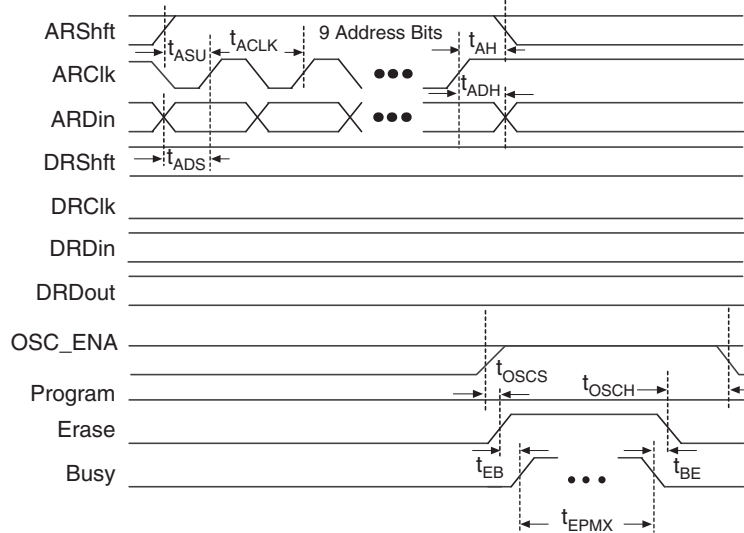 ARShft
9 Address Bits
tASU
tACLK
tAH
ARClk
tADH
ARDin
DRShft
tADS
DRClk
DRDin
DRDout
OSC_ENA
tOSCS
tOSCH
Program
Erase
tEB
tBE
Busy
tEPMX